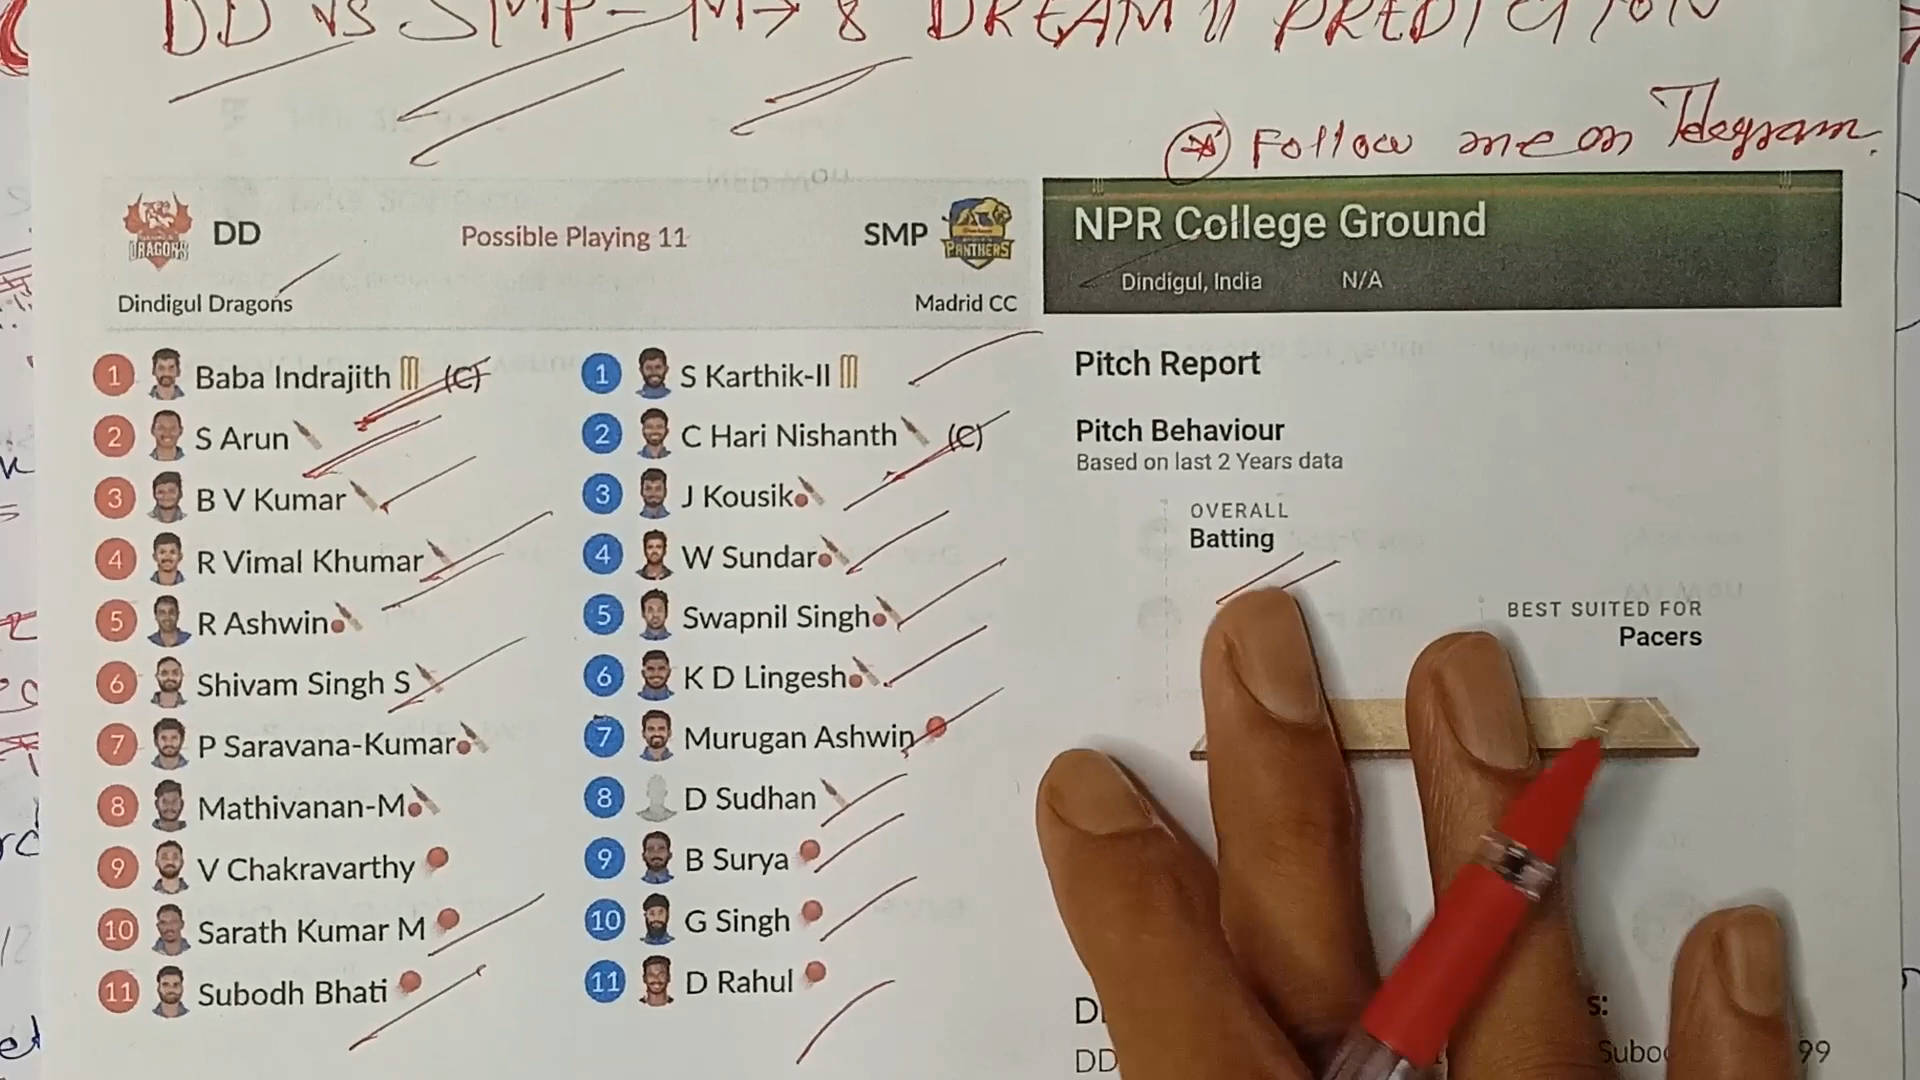 DD vs SMP - M → 8 DREAM 11 PREDICTION
Follow me on Telegram.
DD
Possible Playing 11
SMP
DRAGONS
PANTHERS
Dindigul Dragons
Madrid CC
1 Baba Indrajith (C)
2 S Arun
3 B V Kumar
4 R Vimal Khumar
5 R Ashwin
6 Shivam Singh S
7 P Saravana-Kumar
8 Mathivanan-M
9 V Chakravarthy
10 Sarath Kumar M
11 Subodh Bhati
1 S Karthik-II
2 C Hari Nishanth (C)
3 J Kousik
4 W Sundar
5 Swapnil Singh
6 K D Lingesh
7 Murugan Ashwin
8 D Sudhan
9 B Surya
10 G Singh
11 D Rahul
NPR College Ground
Dindigul, India N/A
Pitch Report
Pitch Behaviour
Based on last 2 Years data
OVERALL
Batting
BEST SUITED FOR
Pacers
DD
99